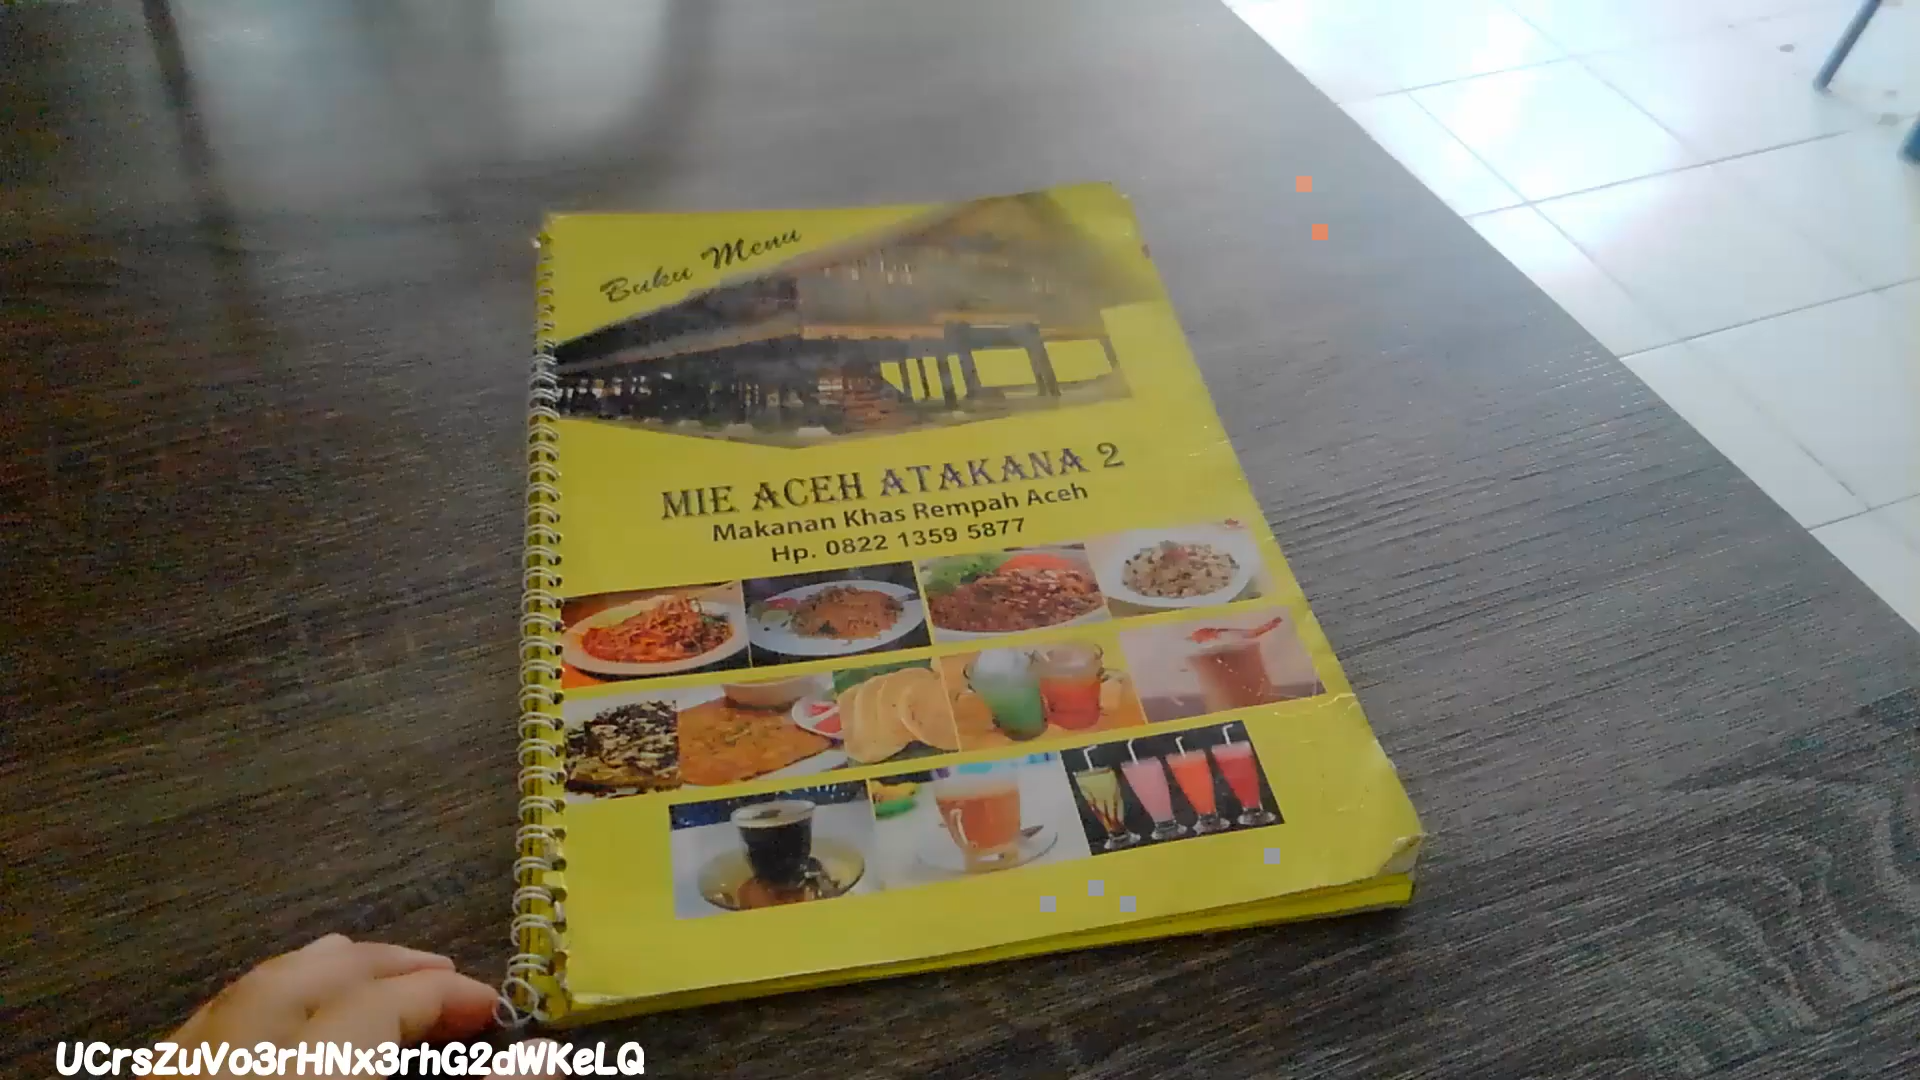 Buku Menu
MIE ACEH ATAKANA 2
Makanan Khas Rempah Aceh
Hp. 0822 1359 5877
UCrsZuVo3rHNx3rhG2dWKeLQ